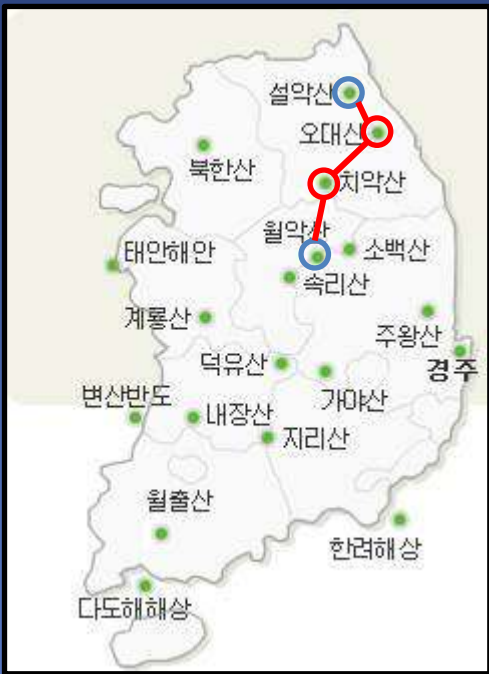 설악산
오대산
북한산
치악산
월악산
소백산
태안해안
속리산
계룡산
주왕산
경주
덕유산
가야산
변산반도
내장산
지리산
월출산
한려해상
다도해해상